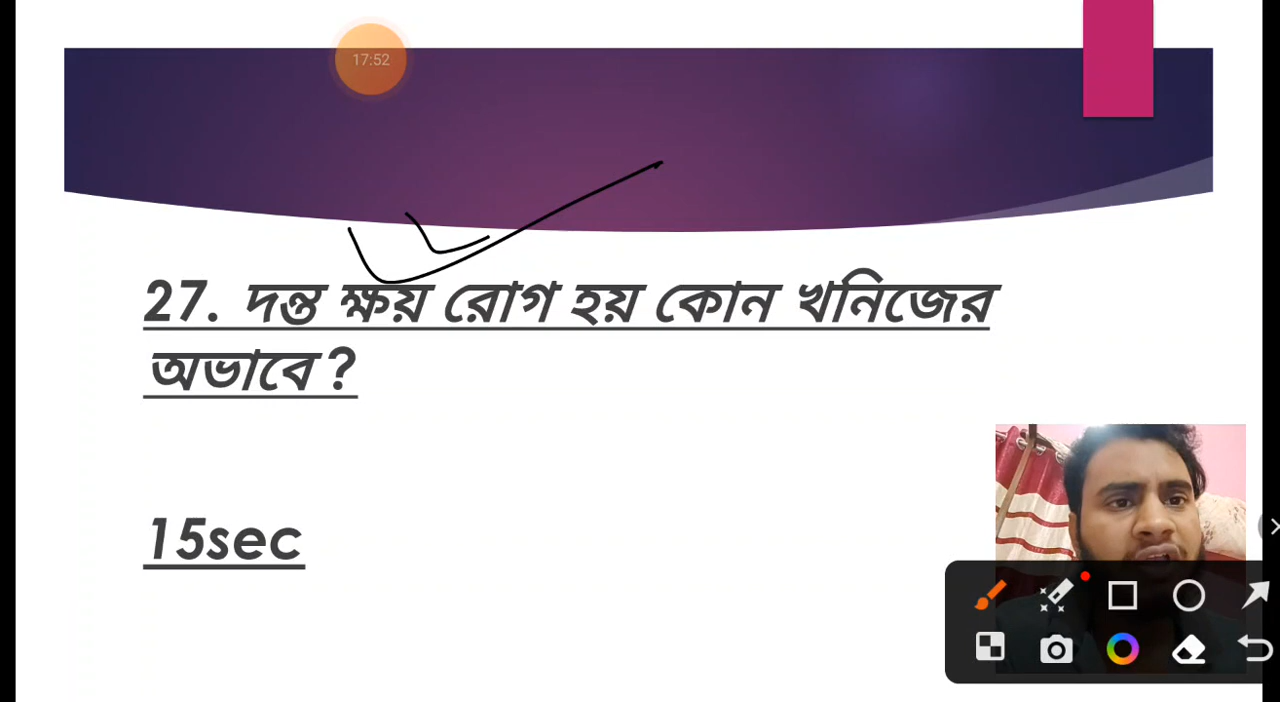 17:52
27. দন্ত ক্ষয় রোগ হয় কোন খনিজের
অভাবে ?
15sec